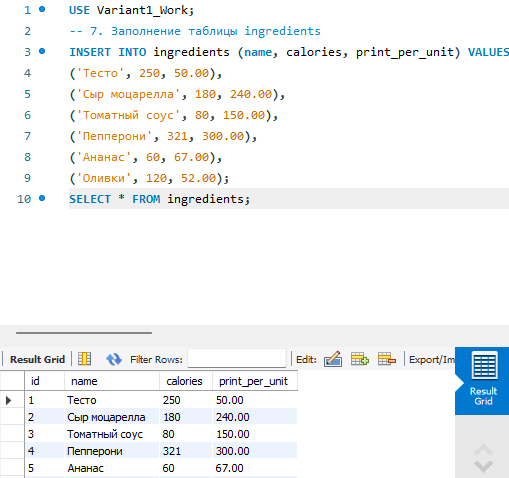 1 USE Variant1_Work;
2 -- 7. Заполнение таблицы ingredients
3 INSERT INTO ingredients (name, calories, print_per_unit) VALUES
4 ('Тесто', 250, 50.00),
5 ('Сыр моцарелла', 180, 240.00),
6 ('Томатный соус', 80, 150.00),
7 ('Пепперони', 321, 300.00),
8 ('Ананас', 60, 67.00),
9 ('Оливки', 120, 52.00);
10 SELECT * FROM ingredients;
Result Grid Filter Rows: Edit: Export/Im
Result
Grid
id name calories print_per_unit
1 Тесто 250 50.00
2 Сыр моцарелла 180 240.00
3 Томатный соус 80 150.00
4 Пепперони 321 300.00
5 Ананас 60 67.00